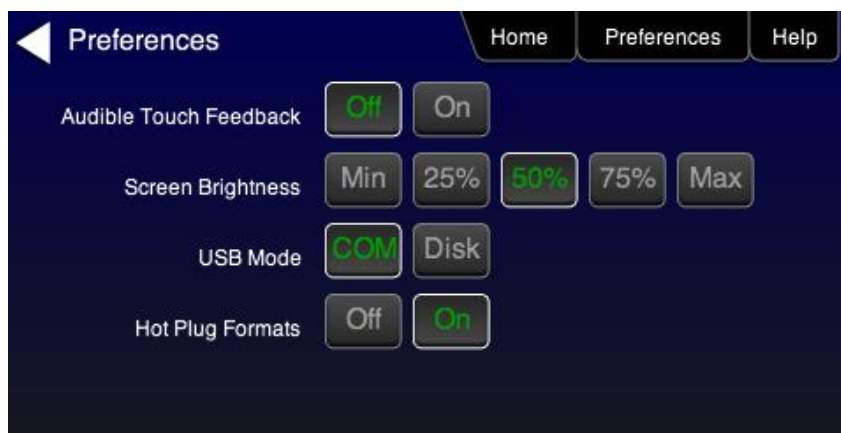 Preferences Home Preferences Help
Audible Touch Feedback Off On
Screen Brightness Min 25% 50% 75% Max
USB Mode COM Disk
Hot Plug Formats Off On